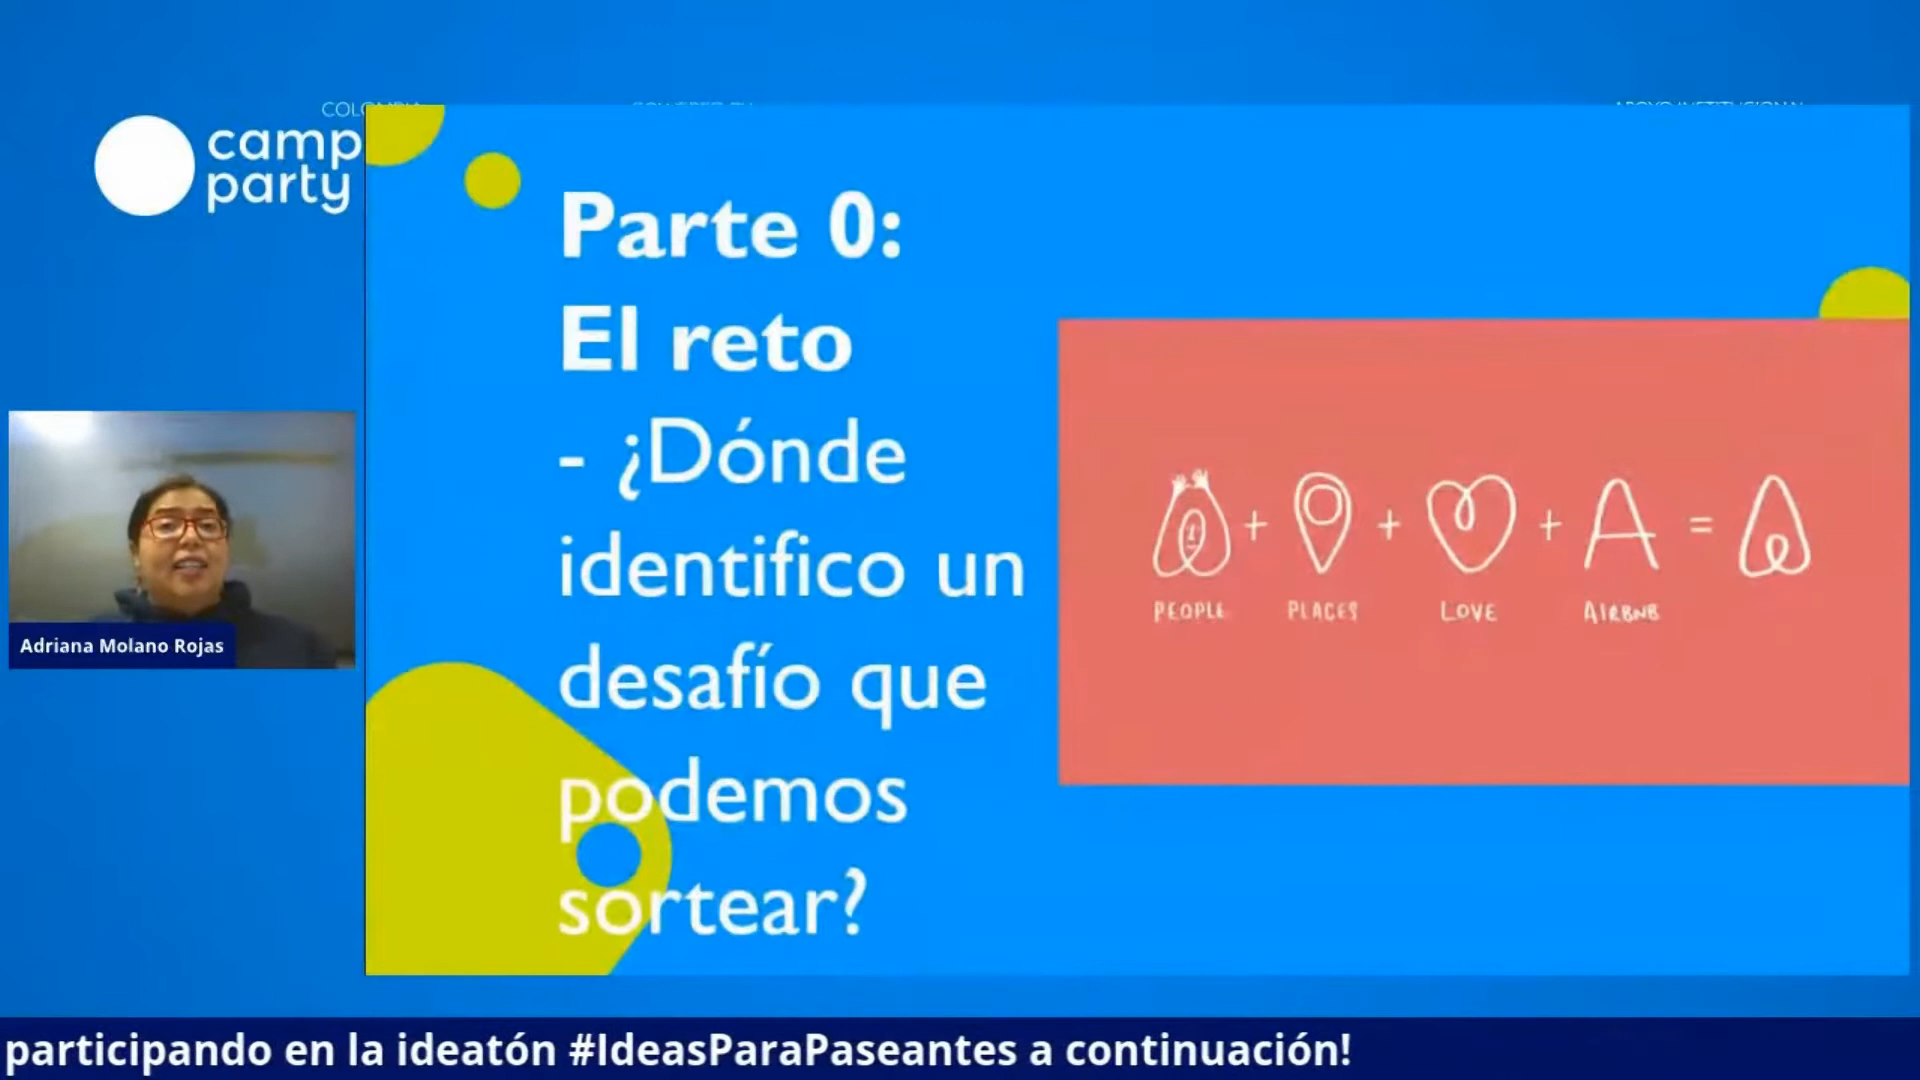 camp
party
Parte 0:
El reto
- ¿Dónde
identifico un
desafío que
podemos
sortear?
PEOPLE
PLACES
LOVE
AIRBNB
Adriana Molano Rojas
participando en la ideatón #IdeasParaPaseantes a continuación!